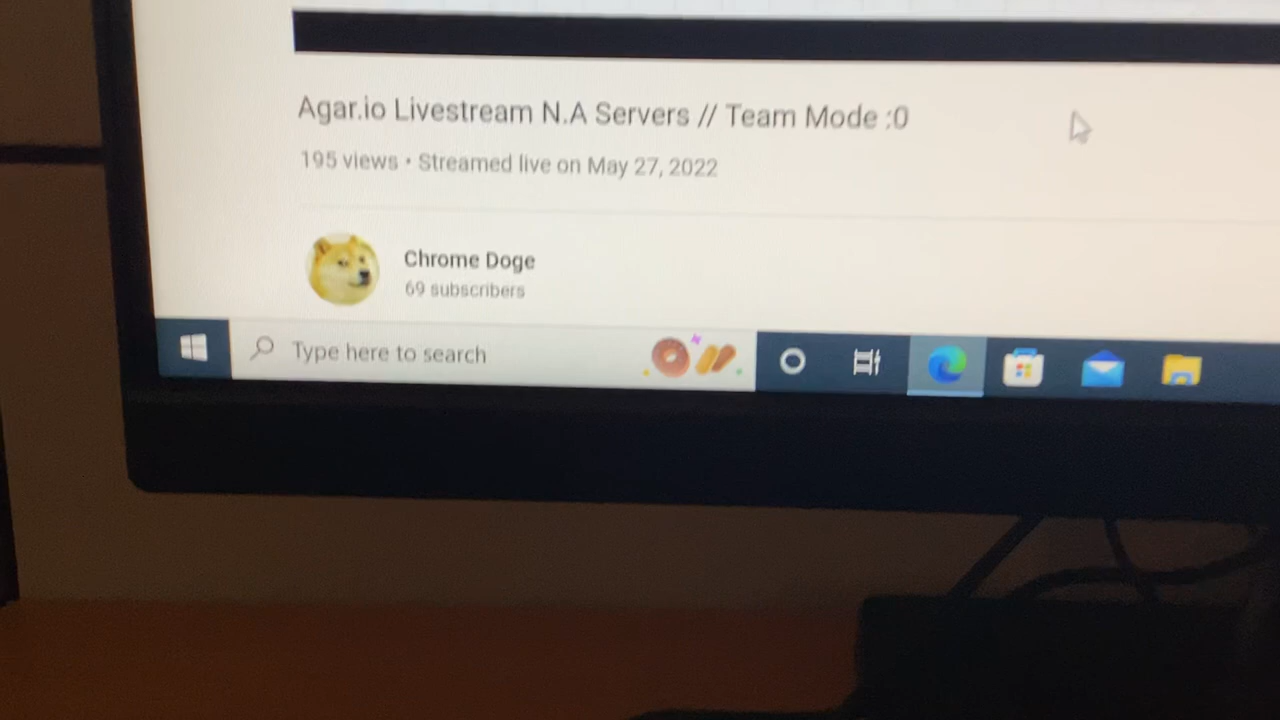 Agar.io Livestream N.A Servers // Team Mode :0
195 views • Streamed live on May 27, 2022
Chrome Doge
69 subscribers
Type here to search